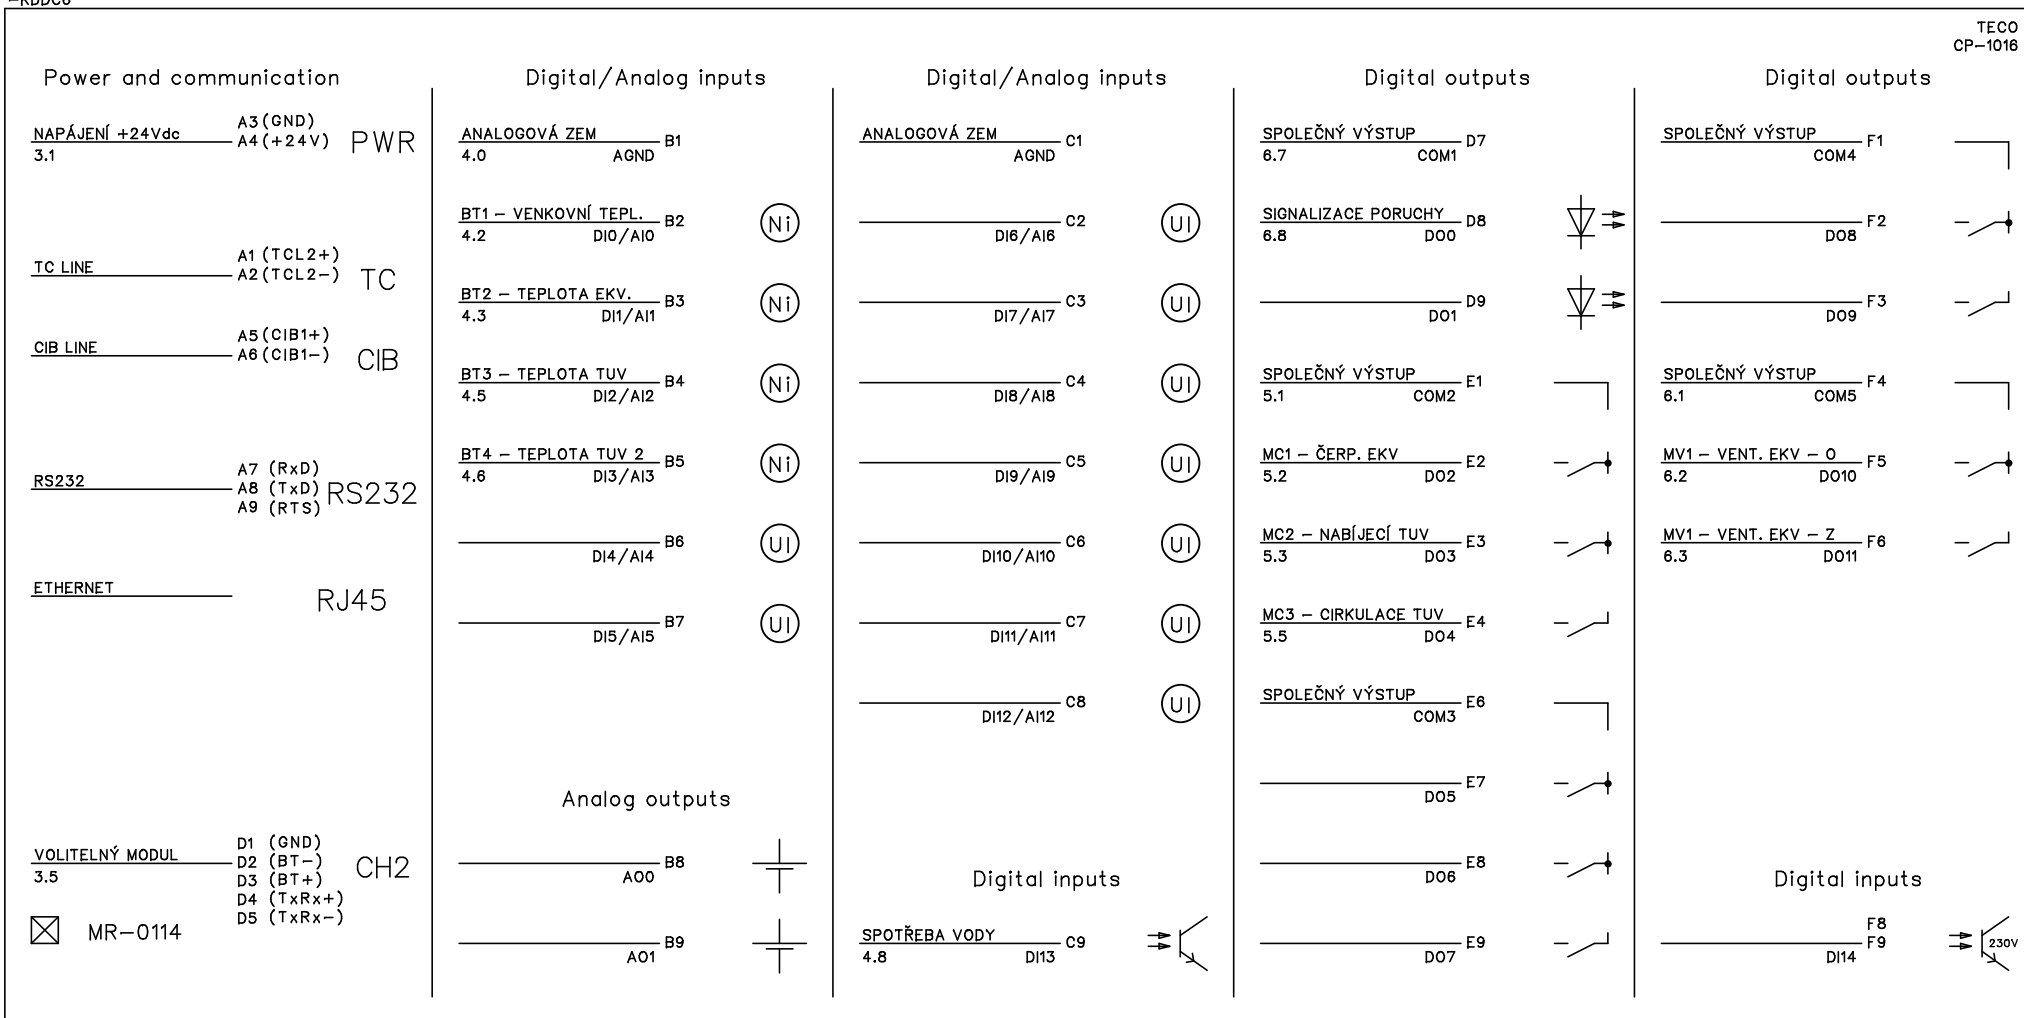 TECO
CP-1016
Power and communication
NAPÁJENÍ +24Vdc
3.1
A3 (GND)
A4 (+24V)
PWR
TC LINE
A1 (TCL2+)
A2 (TCL2-)
TC
CIB LINE
A5 (CIB1+)
A6 (CIB1-)
CIB
RS232
A7 (RxD)
A8 (TxD)
A9 (RTS)
RS232
ETHERNET
RJ45
VOLITELNÝ MODUL
3.5
D1 (GND)
D2 (BT-)
D3 (BT+)
D4 (TxRx+)
D5 (TxRx-)
CH2
MR-0114
Digital/Analog inputs
ANALOGOVÁ ZEM B1
4.0 AGND
BT1 - VENKOVNÍ TEPL. B2 Ni
4.2 DI0/AI0
BT2 - TEPLOTA EKV. B3 Ni
4.3 DI1/AI1
BT3 - TEPLOTA TUV B4 Ni
4.5 DI2/AI2
BT4 - TEPLOTA TUV 2 B5 Ni
4.6 DI3/AI3
B6 UI
DI4/AI4
B7 UI
DI5/AI5
Analog outputs
B8
AO0
B9
AO1
Digital/Analog inputs
ANALOGOVÁ ZEM C1
AGND
C2 UI
DI6/AI6
C3 UI
DI7/AI7
C4 UI
DI8/AI8
C5 UI
DI9/AI9
C6 UI
DI10/AI10
C7 UI
DI11/AI11
C8 UI
DI12/AI12
Digital inputs
SPOTŘEBA VODY C9
4.8 DI13
Digital outputs
SPOLEČNÝ VÝSTUP D7
6.7 COM1
SIGNALIZACE PORUCHY D8
6.8 DO0
D9
DO1
SPOLEČNÝ VÝSTUP E1
5.1 COM2
MC1 - ČERP. EKV E2
5.2 DO2
MC2 - NABÍJECÍ TUV E3
5.3 DO3
MC3 - CIRKULACE TUV E4
5.5 DO4
SPOLEČNÝ VÝSTUP E6
COM3
E7
DO5
E8
DO6
E9
DO7
Digital outputs
SPOLEČNÝ VÝSTUP F1
COM4
F2
DO8
F3
DO9
SPOLEČNÝ VÝSTUP F4
6.1 COM5
MV1 - VENT. EKV - O F5
6.2 DO10
MV1 - VENT. EKV - Z F6
6.3 DO11
Digital inputs
F8
F9 230V
DI14